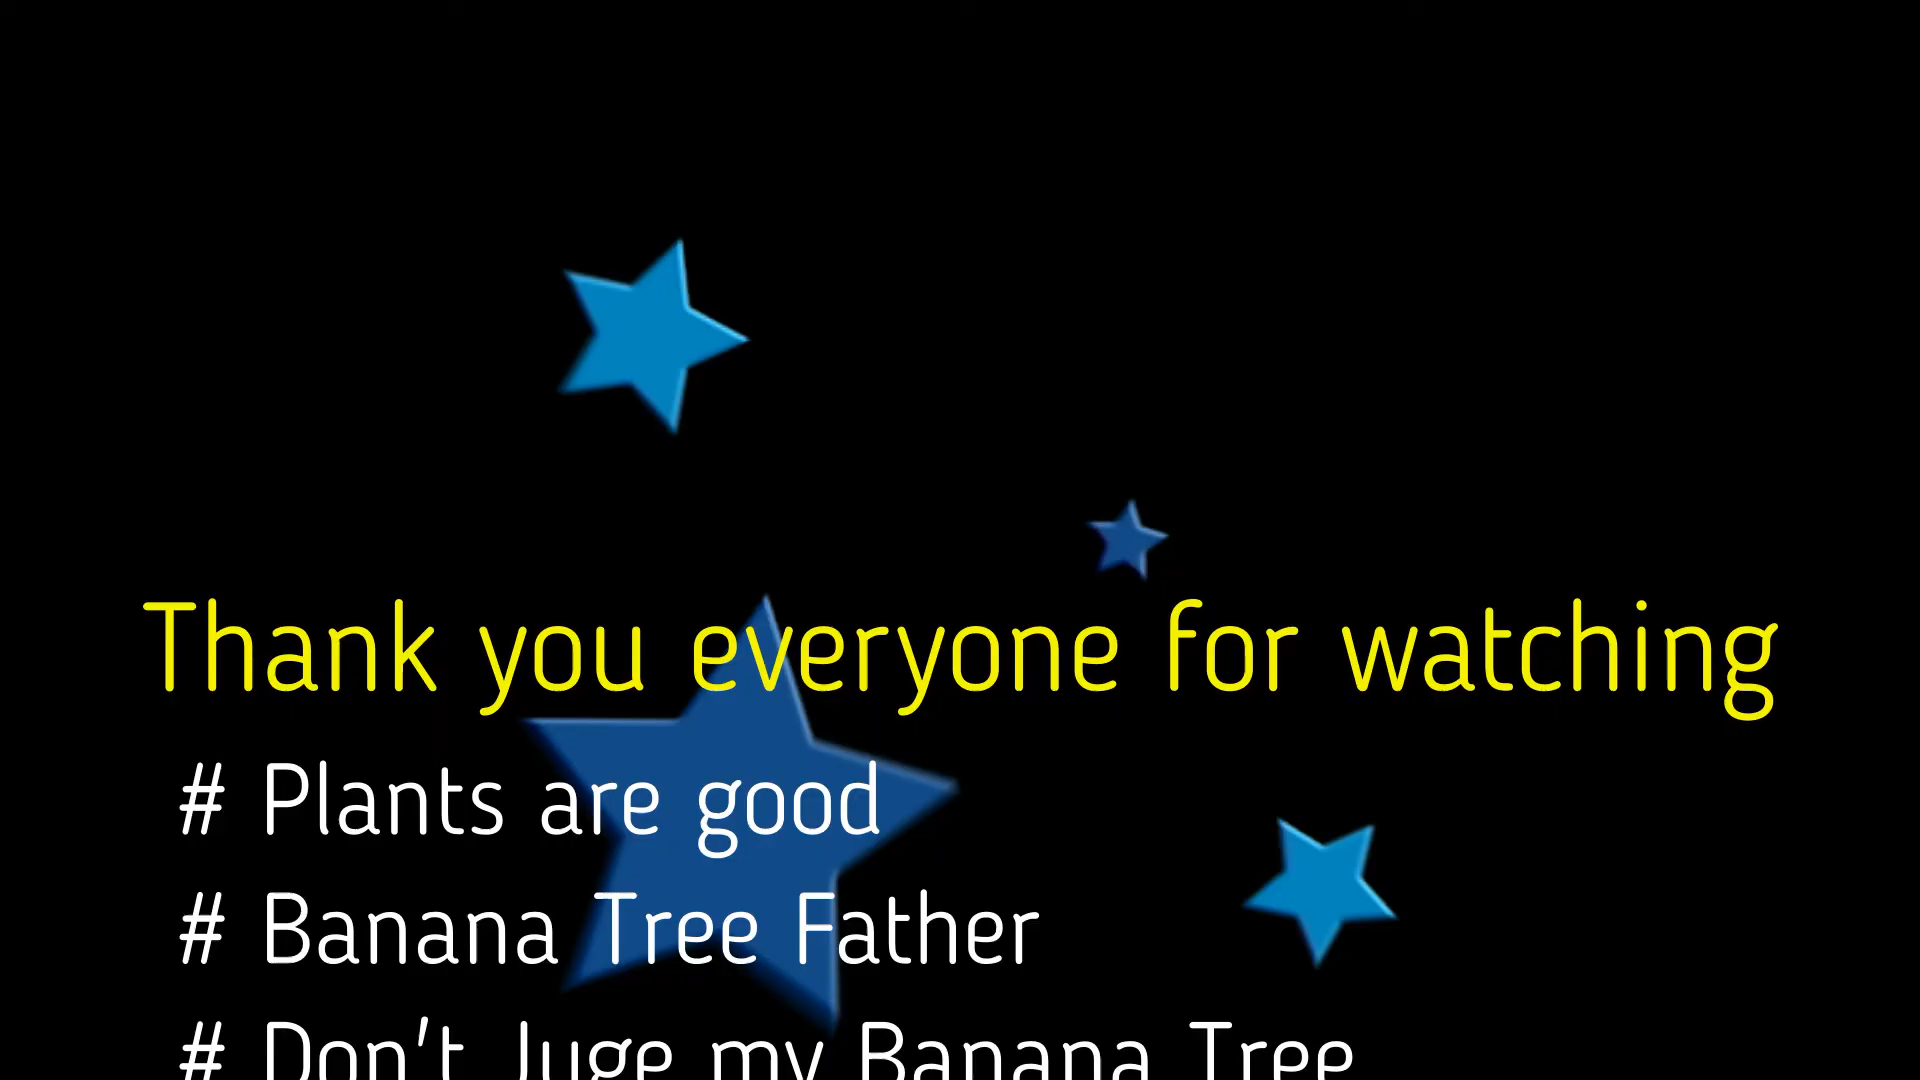 Thank you everyone for watching
# Plants are good
# Banana Tree Father
# Don't Juge my Banana Tree